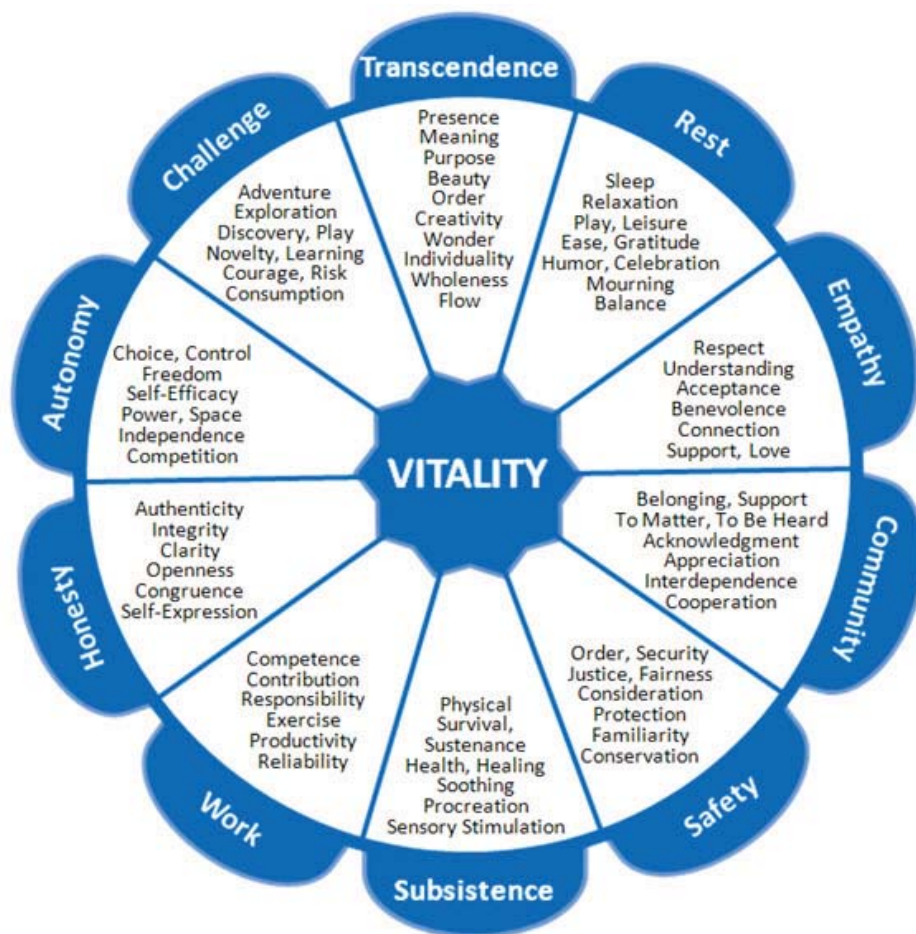 Transcendence
Presence
Meaning
Purpose
Beauty
Order
Creativity
Wonder
Individuality
Wholeness
Flow
Rest
Sleep
Relaxation
Play, Leisure
Ease, Gratitude
Humor, Celebration
Mourning
Balance
Empathy
Respect
Understanding
Acceptance
Benevolence
Connection
Support, Love
Community
Belonging, Support
To Matter, To Be Heard
Acknowledgment
Appreciation
Interdependence
Cooperation
Safety
Order, Security
Justice, Fairness
Consideration
Protection
Familiarity
Conservation
Subsistence
Physical
Survival,
Sustenance
Health, Healing
Soothing
Procreation
Sensory Stimulation
Work
Competence
Contribution
Responsibility
Exercise
Productivity
Reliability
Honesty
Authenticity
Integrity
Clarity
Openness
Congruence
Self-Expression
Autonomy
Choice, Control
Freedom
Self-Efficacy
Power, Space
Independence
Competition
Challenge
Adventure
Exploration
Discovery, Play
Novelty, Learning
Courage, Risk
Consumption
VITALITY